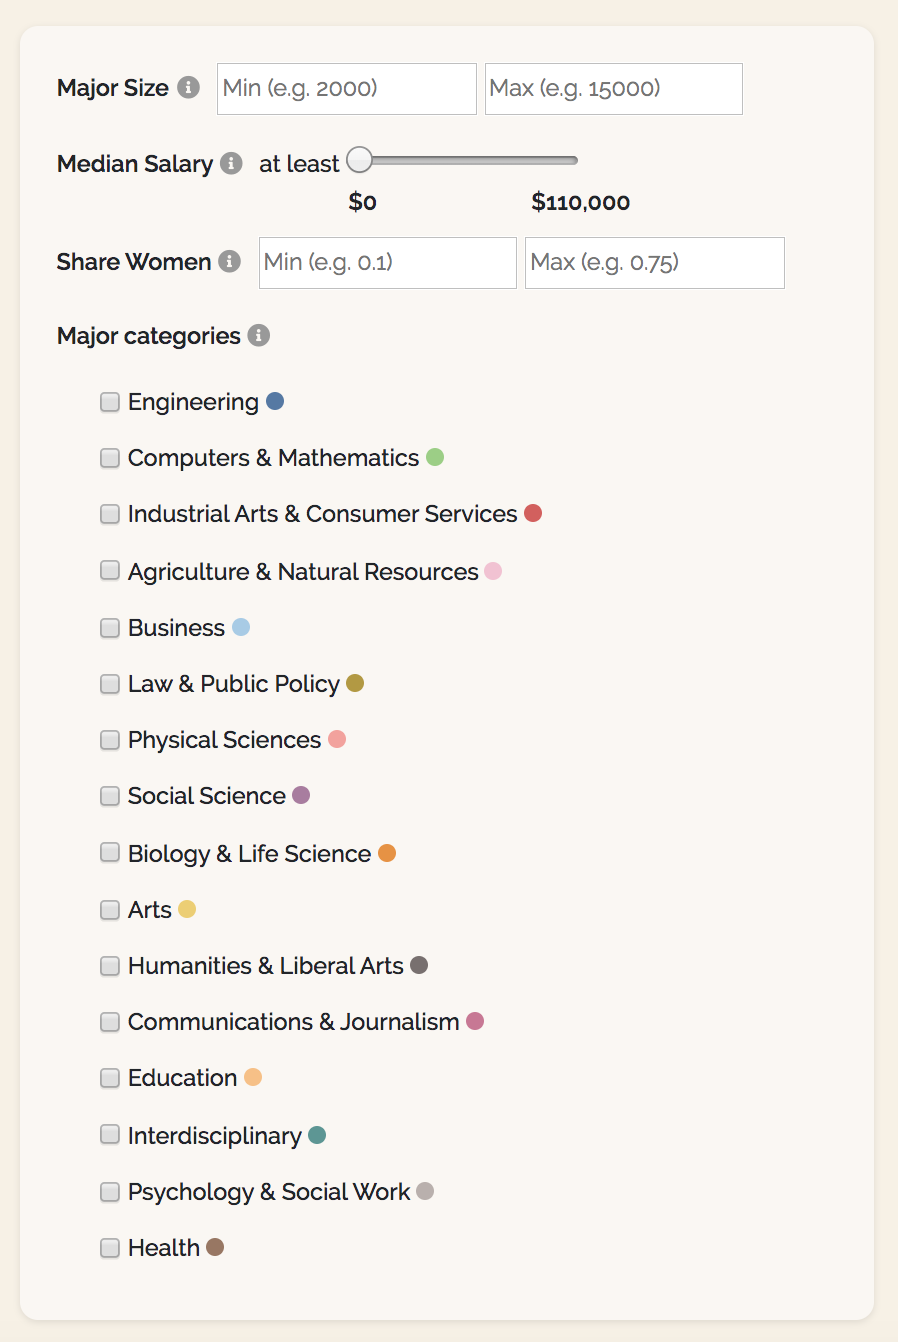 Major Size i Min (e.g. 2000) Max (e.g. 15000)
Median Salary i at least
$0 $110,000
Share Women i Min (e.g. 0.1) Max (e.g. 0.75)
Major categories i
Engineering
Computers & Mathematics
Industrial Arts & Consumer Services
Agriculture & Natural Resources
Business
Law & Public Policy
Physical Sciences
Social Science
Biology & Life Science
Arts
Humanities & Liberal Arts
Communications & Journalism
Education
Interdisciplinary
Psychology & Social Work
Health